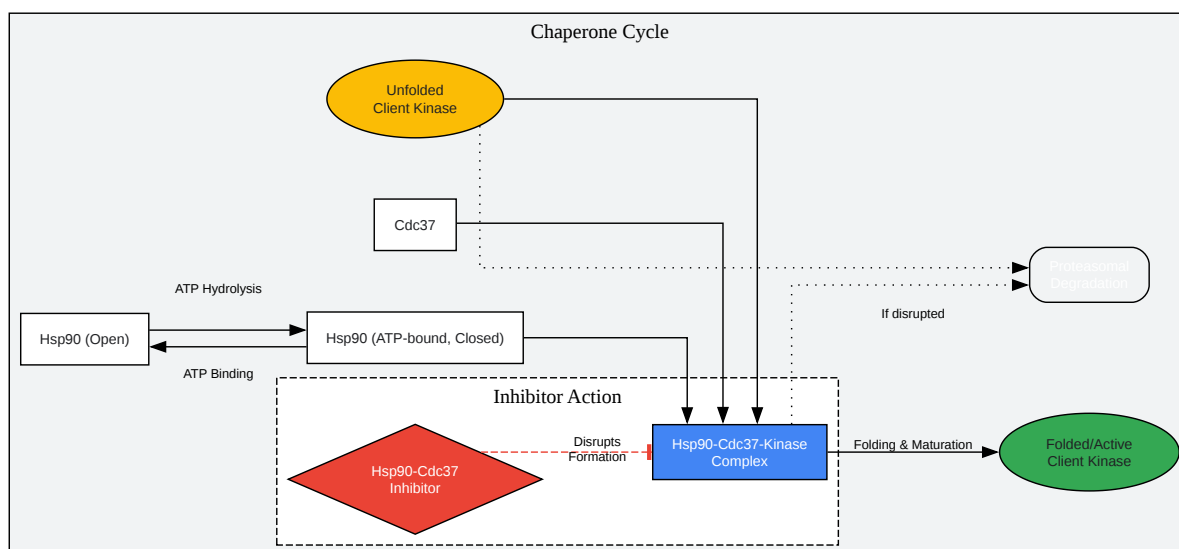 Chaperone Cycle
Unfolded
Client Kinase
Cdc37
Proteasomal
Degradation
ATP Hydrolysis
If disrupted
Hsp90 (Open)
Hsp90 (ATP-bound, Closed)
ATP Binding
Inhibitor Action
Disrupts
Formation
Hsp90-Cdc37-Kinase
Complex
Folding & Maturation
Folded/Active
Client Kinase
Hsp90-Cdc37
Inhibitor